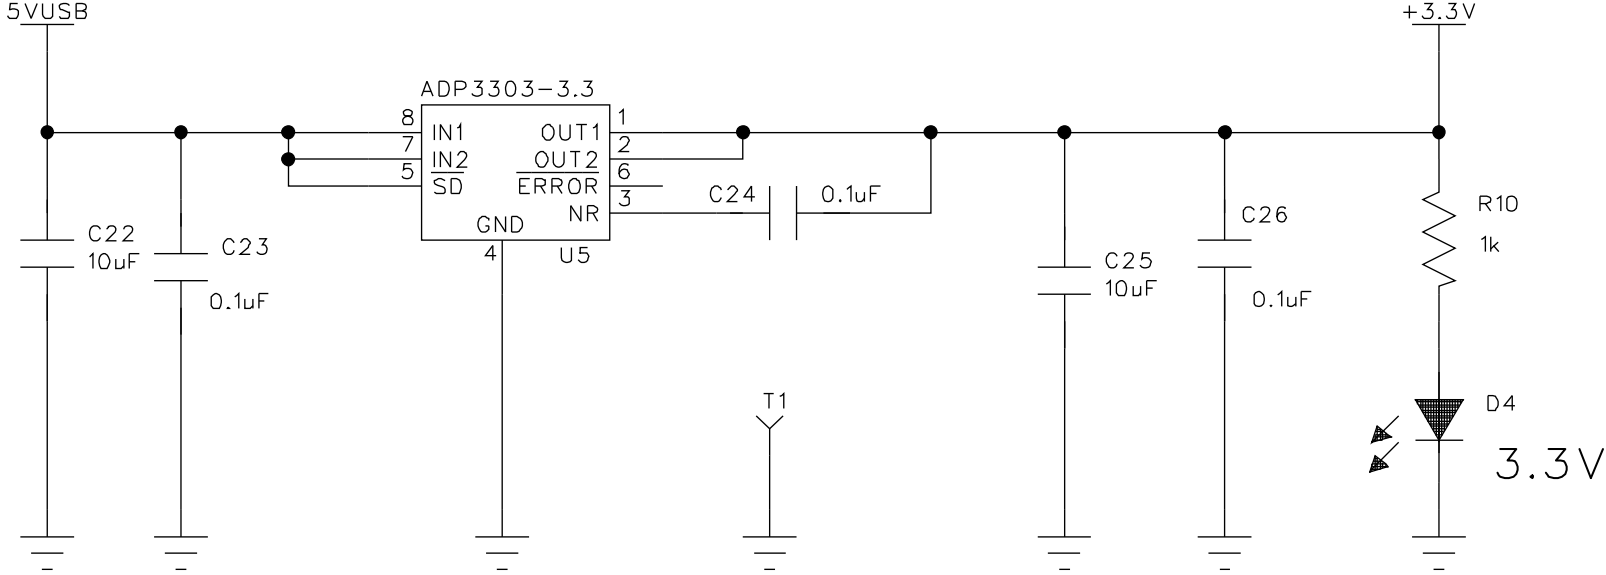 5VUSB
+3.3V
ADP3303-3.3
8
IN1
OUT1
1
7
IN2
OUT2
2
5
SD
ERROR
6
NR
3
GND
4
U5
C24
0.1uF
C22
10uF
C23
0.1uF
C25
10uF
C26
0.1uF
R10
1k
T1
D4
3.3V